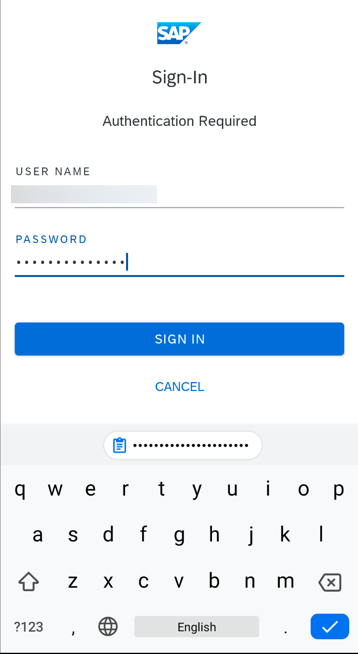 SAP
Sign-In
Authentication Required
USER NAME
PASSWORD
••••••••••••••
SIGN IN
CANCEL
•••••••••••••••••••••
q w e r t y u i o p
a s d f g h j k l
z x c v b n m
?123 , English .